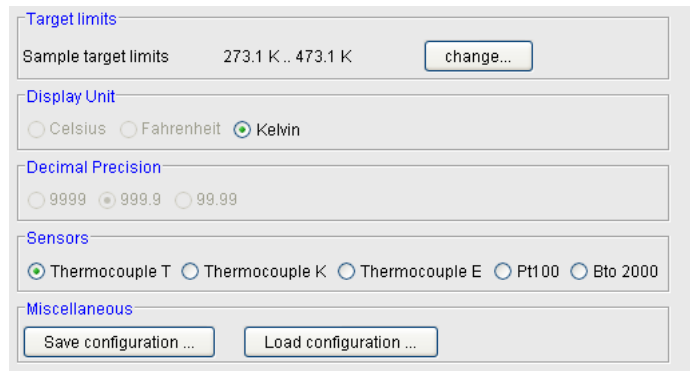 Target limits
Sample target limits 273.1 K .. 473.1 K change...
Display Unit
Celsius Fahrenheit Kelvin
Decimal Precision
9999 999.9 99.99
Sensors
Thermocouple T Thermocouple K Thermocouple E Pt100 Bto 2000
Miscellaneous
Save configuration ... Load configuration ...